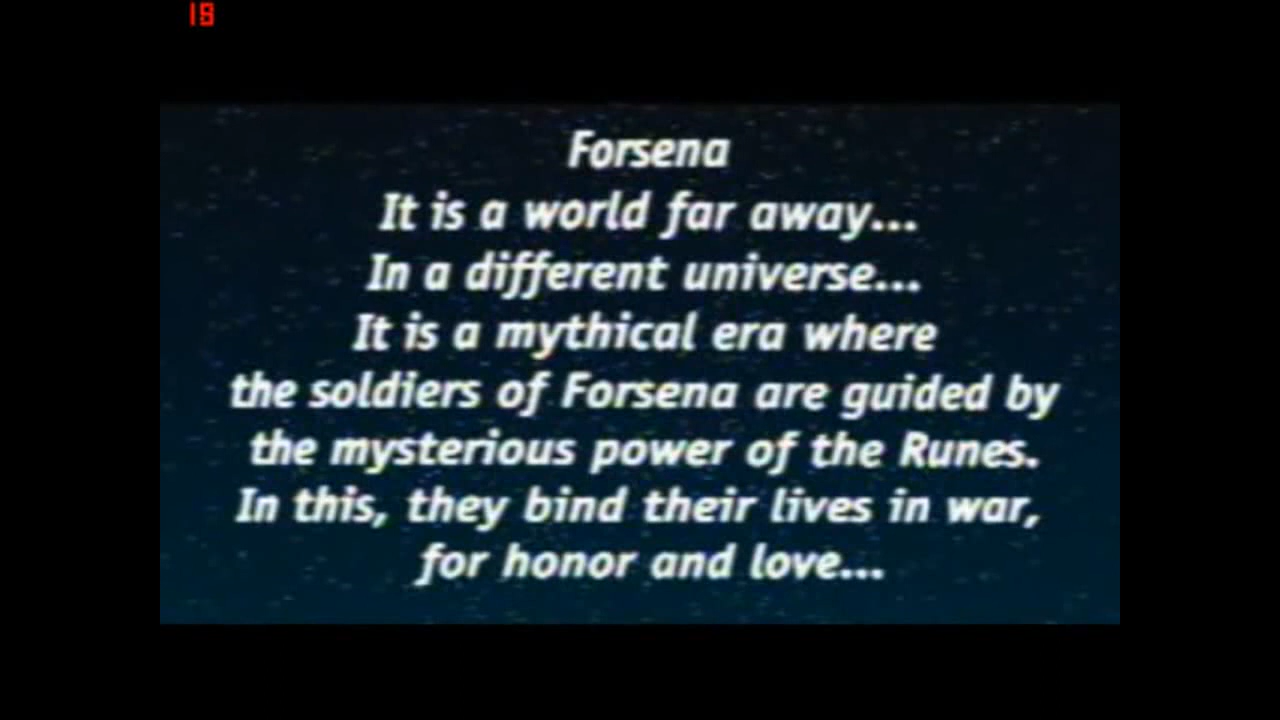 19
Forsena
It is a world far away...
In a different universe...
It is a mythical era where
the soldiers of Forsena are guided by
the mysterious power of the Runes.
In this, they bind their lives in war,
for honor and love...